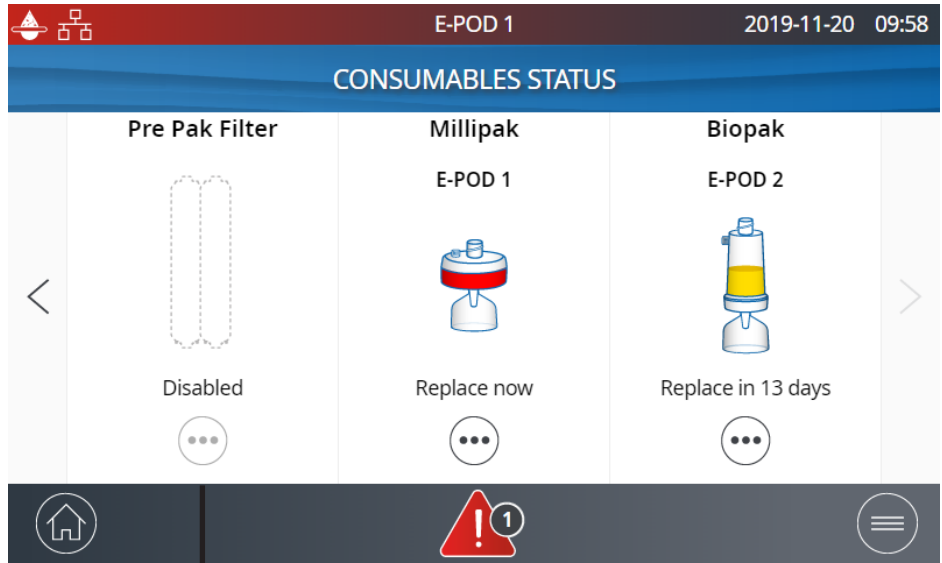 E-POD 1 2019-11-20 09:58
CONSUMABLES STATUS
Pre Pak Filter Millipak Biopak
E-POD 1 E-POD 2
Disabled Replace now Replace in 13 days
1